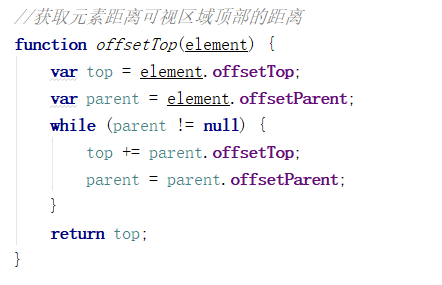 //获取元素距离可视区域顶部的距离
function offsetTop(element) {
    var top = element.offsetTop;
    var parent = element.offsetParent;
    while (parent != null) {
        top += parent.offsetTop;
        parent = parent.offsetParent;
    }
    return top;
}